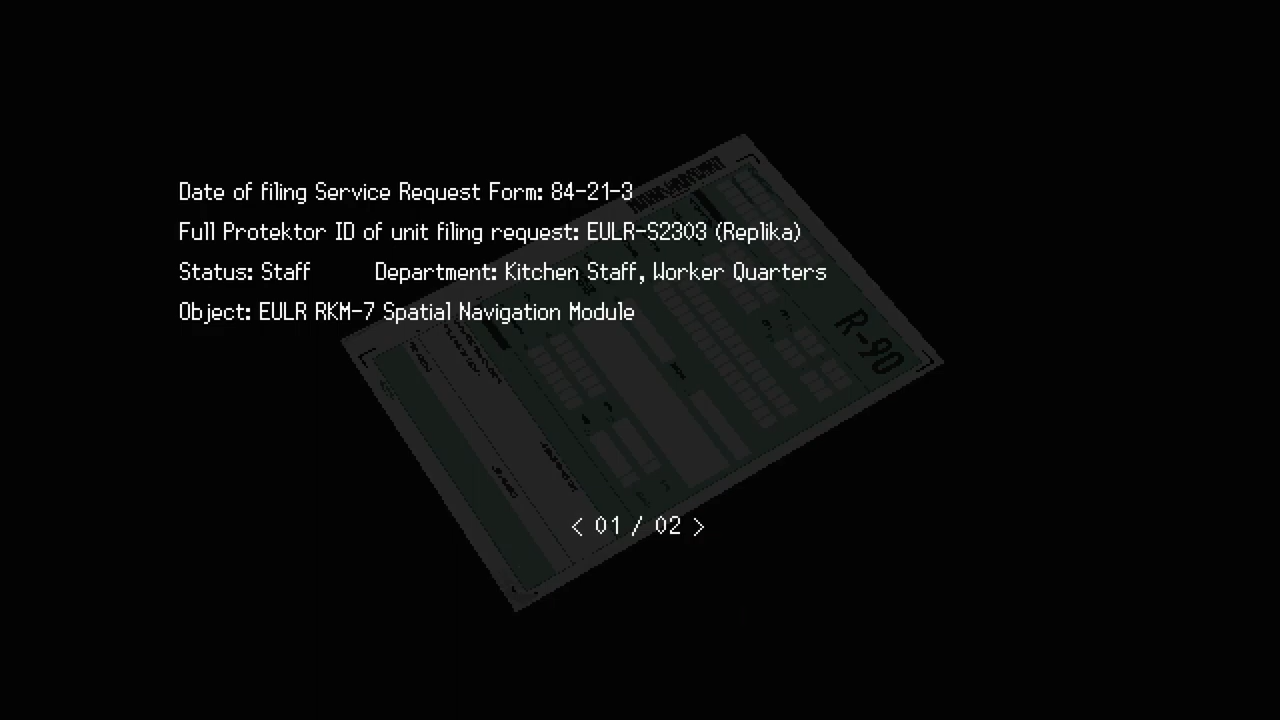 Date of filing Service Request Form: 84-21-3
Full Protektor ID of unit filing request: EULR-S2303 (Replika)
Status: Staff Department: Kitchen Staff, Worker Quarters
Object: EULR RKM-7 Spatial Navigation Module
R-90
< 01 / 02 >